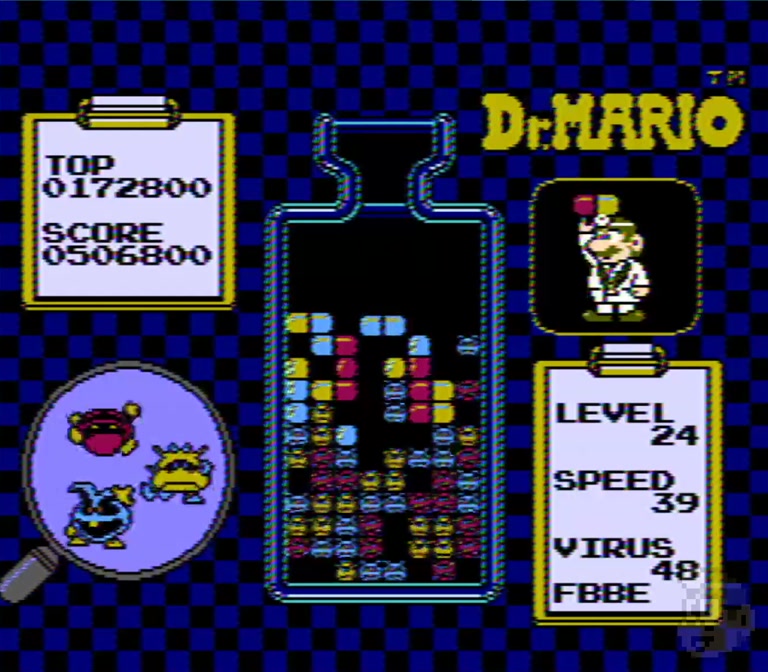 TM
Dr.MARIO
TOP
0172800
SCORE
0506800
LEVEL
24
SPEED
39
VIRUS
48
FBBE